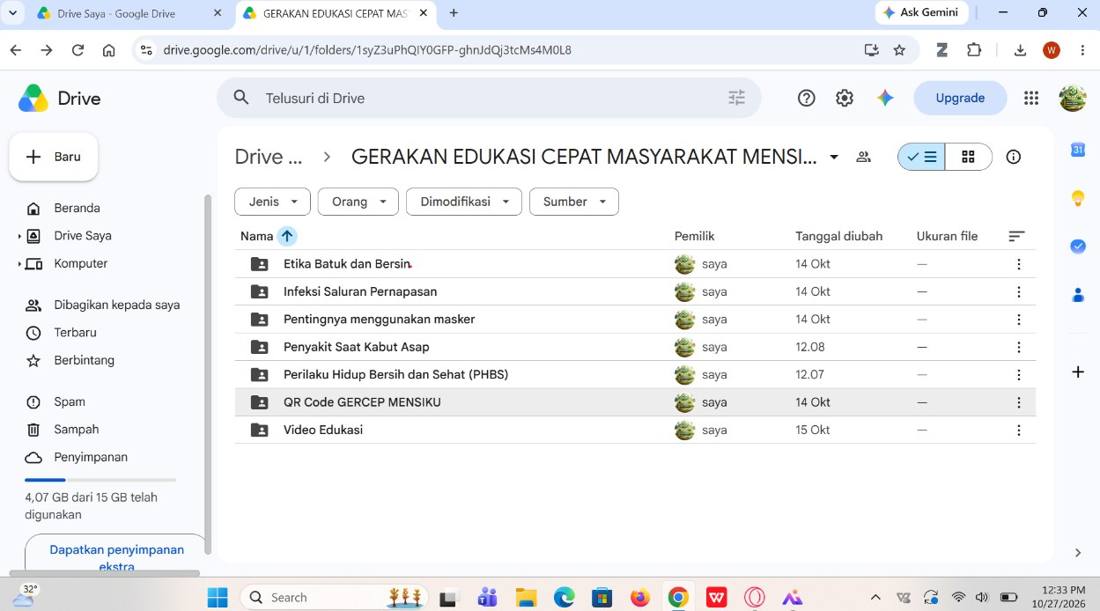 Drive Saya - Google Drive
GERAKAN EDUKASI CEPAT MAS
Ask Gemini
drive.google.com/drive/u/1/folders/1syZ3uPhQIY0GFP-ghnJdQj3tcMs4M0L8
W
Drive
Telusuri di Drive
Upgrade
Baru
Drive ... > GERAKAN EDUKASI CEPAT MASYARAKAT MENSI...
31
Jenis Orang Dimodifikasi Sumber
Beranda
Drive Saya
Komputer
Dibagikan kepada saya
Terbaru
Berbintang
Spam
Sampah
Penyimpanan
4,07 GB dari 15 GB telah
digunakan
Dapatkan penyimpanan
ekstra
Nama Pemilik Tanggal diubah Ukuran file
Etika Batuk dan Bersin saya 14 Okt —
Infeksi Saluran Pernapasan saya 14 Okt —
Pentingnya menggunakan masker saya 14 Okt —
Penyakit Saat Kabut Asap saya 12.08 —
Perilaku Hidup Bersih dan Sehat (PHBS) saya 12.07 —
QR Code GERCEP MENSIKU saya 14 Okt —
Video Edukasi saya 15 Okt —
32°
Search
12:33 PM
10/27/2026